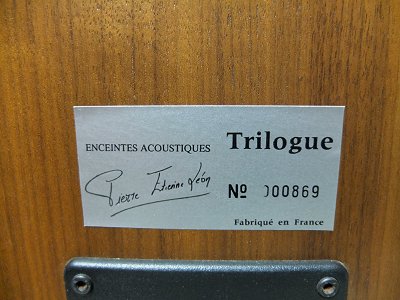 ENCEINTES ACOUSTIQUES Trilogue
Pierre Etienne Léon
No 000869
Fabriqué en France